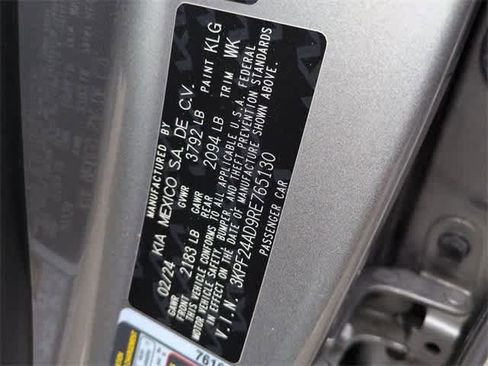 MANUFACTURED BY
02/24 KIA MEXICO S.A. DE C.V.
GVWR 3792 LB PAINT KLG
GAWR FRONT 2183 LB GAWR REAR 2094 LB TRIM WK
THIS VEHICLE CONFORMS TO ALL APPLICABLE U.S.A. FEDERAL
MOTOR VEHICLE SAFETY, BUMPER, AND THEFT PREVENTION STANDARDS
IN EFFECT ON THE DATE OF MANUFACTURE SHOWN ABOVE.
V.I.N. 3KPF24AD9RE765130
PASSENGER CAR